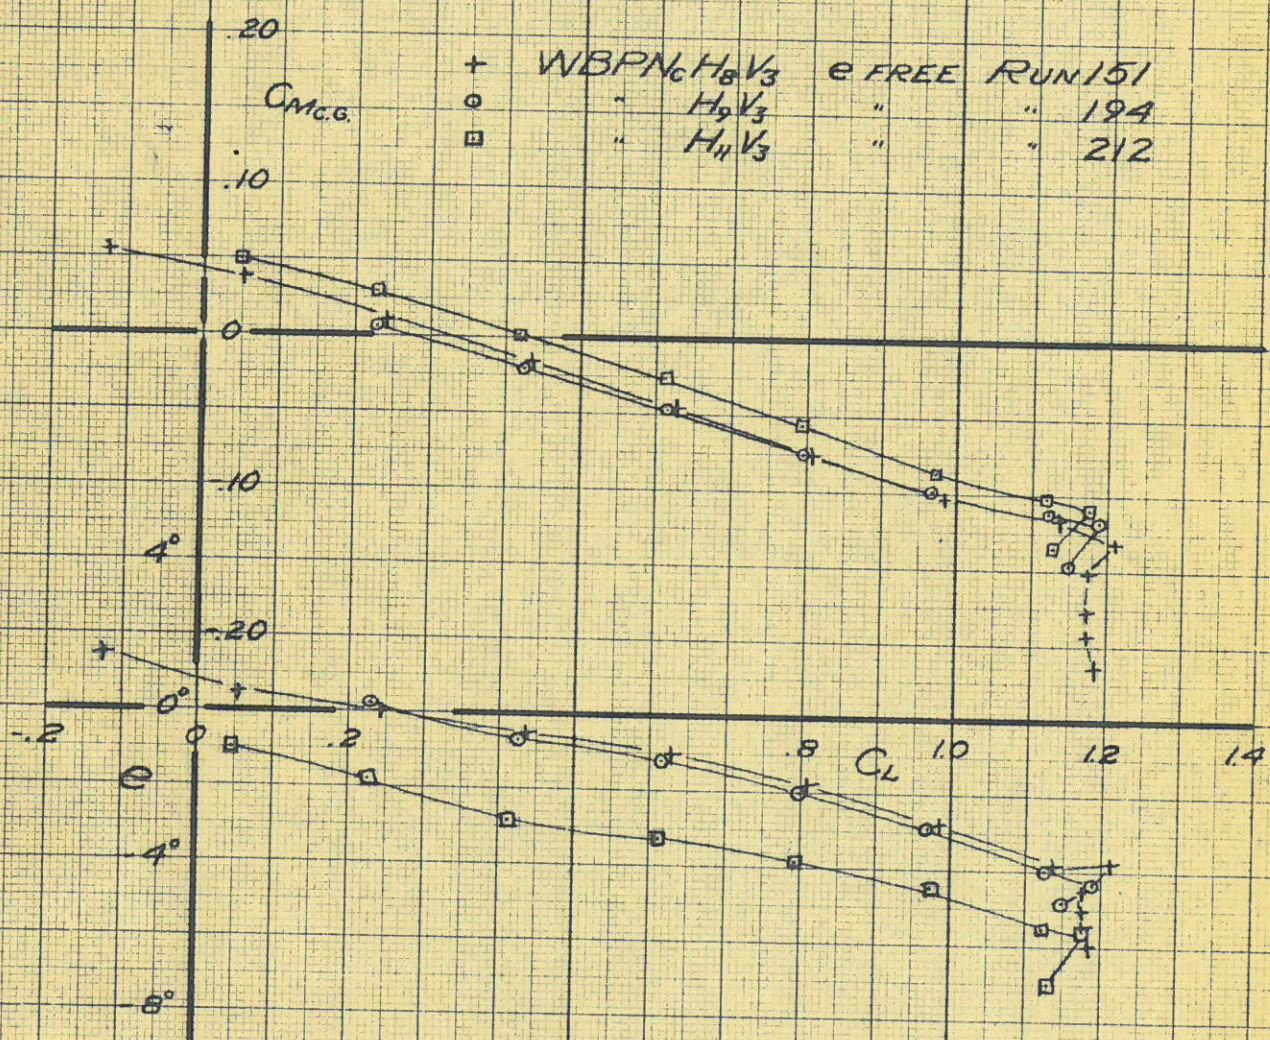 .20
+ WBPNcH8V3 e FREE RUN 151
CMC.G.
⊙ " H9V3 " " 194
⊡ " H11V3 " " 212
.10
0
-.10
4°
-.20
0°
-.2 0 .2 .8 CL 1.0 1.2 1.4
e
-4°
-8°